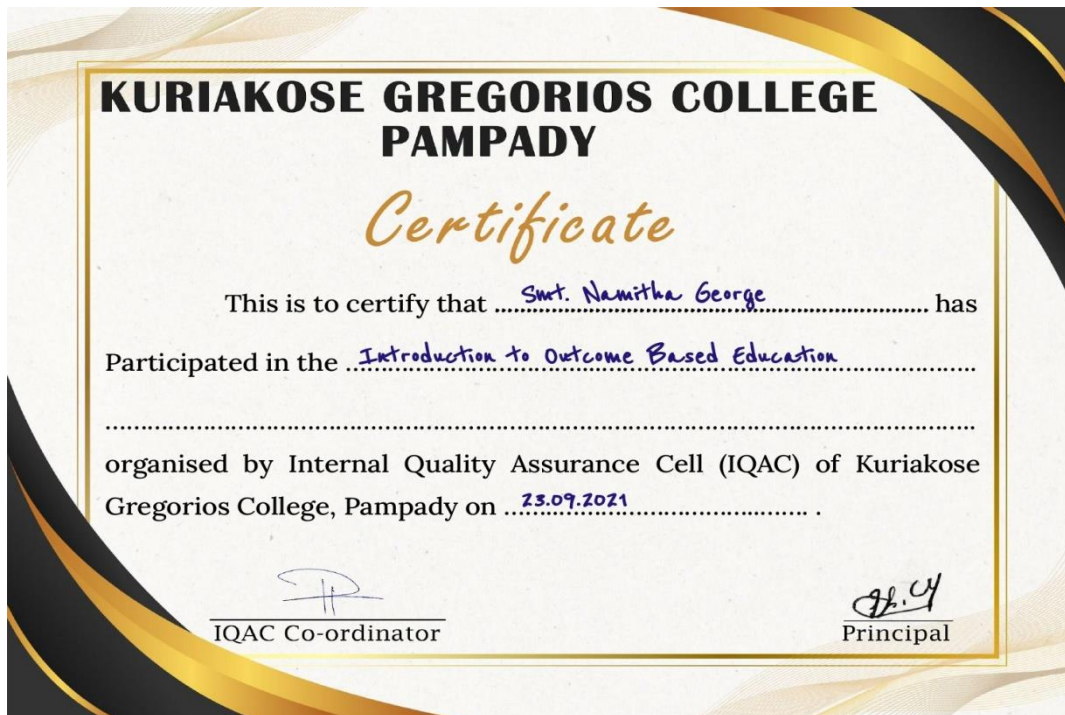 KURIAKOSE GREGORIOS COLLEGE
PAMPADY
Certificate
This is to certify that Smt. Namitha George has
Participated in the Introduction to Outcome Based Education
organised by Internal Quality Assurance Cell (IQAC) of Kuriakose
Gregorios College, Pampady on 23.09.2021 .
IQAC Co-ordinator
Principal